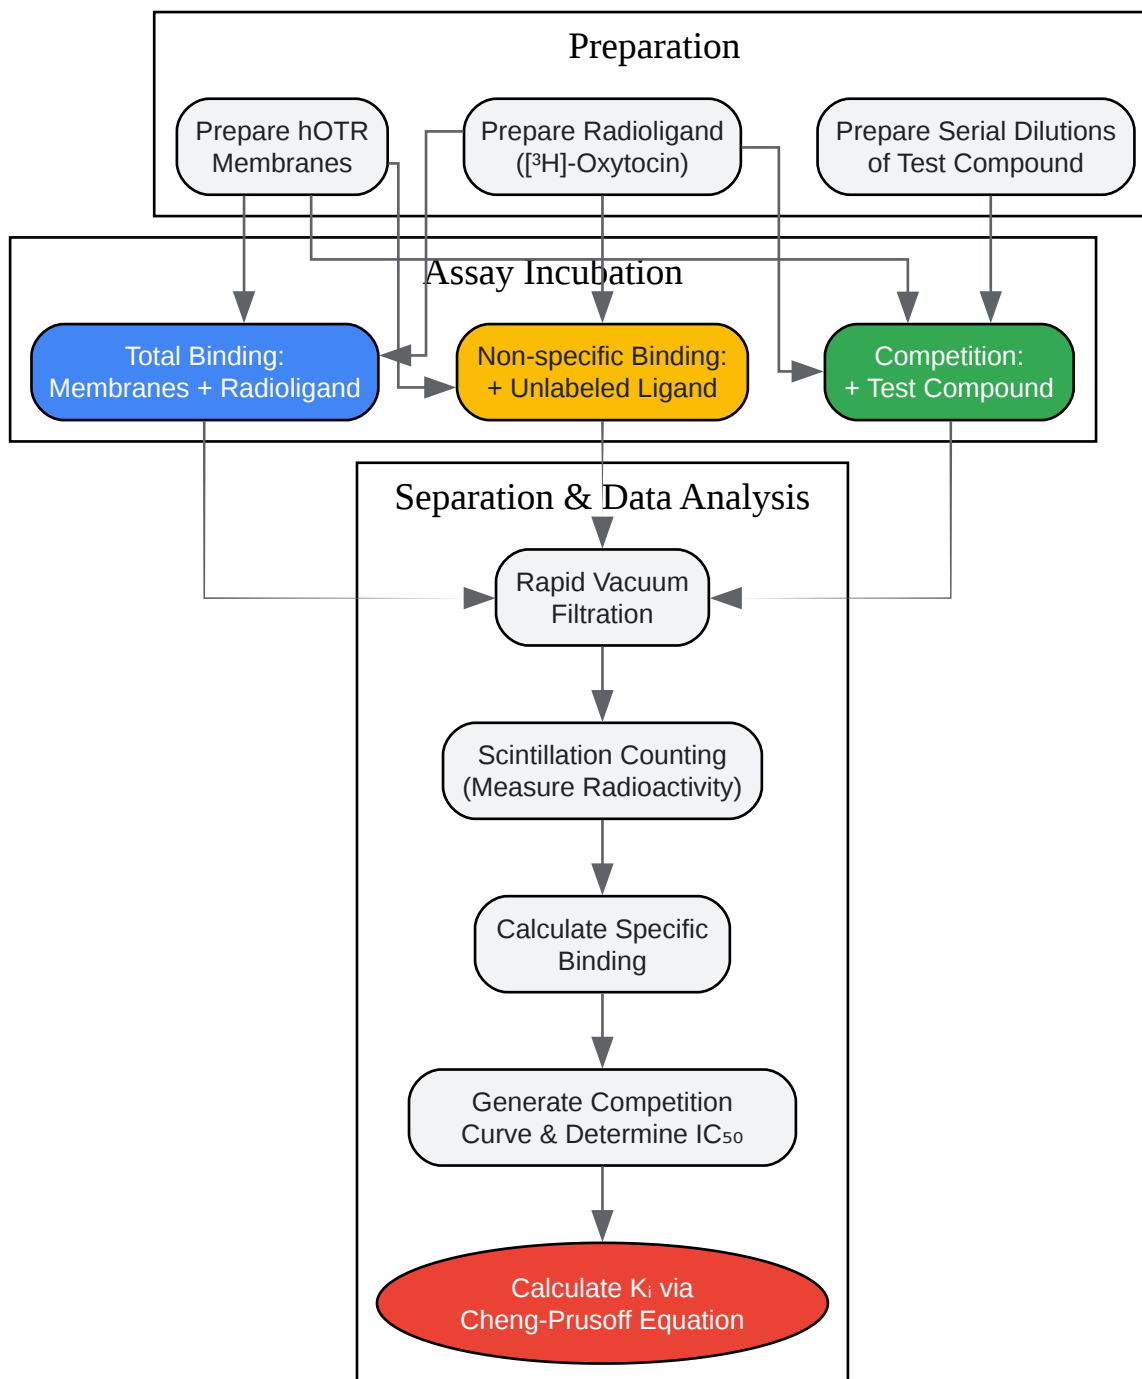 Preparation
Prepare hOTR
Membranes
Prepare Radioligand
([³H]-Oxytocin)
Prepare Serial Dilutions
of Test Compound
Assay Incubation
Total Binding:
Membranes + Radioligand
Non-specific Binding:
+ Unlabeled Ligand
Competition:
+ Test Compound
Separation & Data Analysis
Rapid Vacuum
Filtration
Scintillation Counting
(Measure Radioactivity)
Calculate Specific
Binding
Generate Competition
Curve & Determine IC₅₀
Calculate Kᵢ via
Cheng-Prusoff Equation